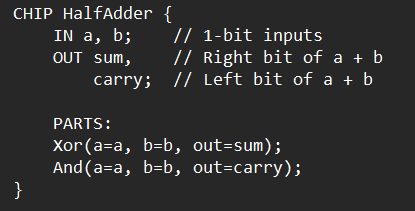 CHIP HalfAdder {
    IN a, b;    // 1-bit inputs
    OUT sum,    // Right bit of a + b
        carry;  // Left bit of a + b

    PARTS:
    Xor(a=a, b=b, out=sum);
    And(a=a, b=b, out=carry);
}